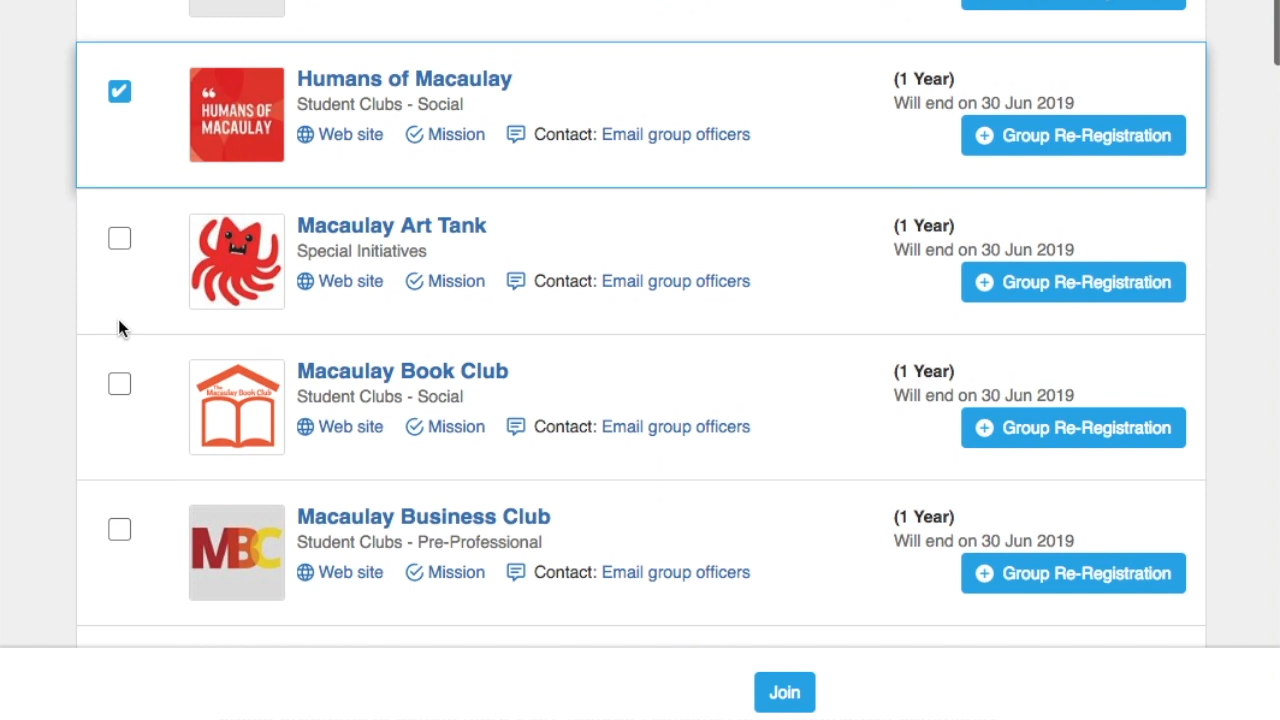 Humans of Macaulay
(1 Year)
Student Clubs - Social
Will end on 30 Jun 2019
Web site
Mission
Contact: Email group officers
Group Re-Registration
“
HUMANS OF
MACAULAY
Macaulay Art Tank
(1 Year)
Special Initiatives
Will end on 30 Jun 2019
Web site
Mission
Contact: Email group officers
Group Re-Registration
Macaulay Book Club
(1 Year)
Student Clubs - Social
Will end on 30 Jun 2019
The
Macaulay Book Club
Web site
Mission
Contact: Email group officers
Group Re-Registration
Macaulay Business Club
(1 Year)
Student Clubs - Pre-Professional
Will end on 30 Jun 2019
MBC
Web site
Mission
Contact: Email group officers
Group Re-Registration
Join